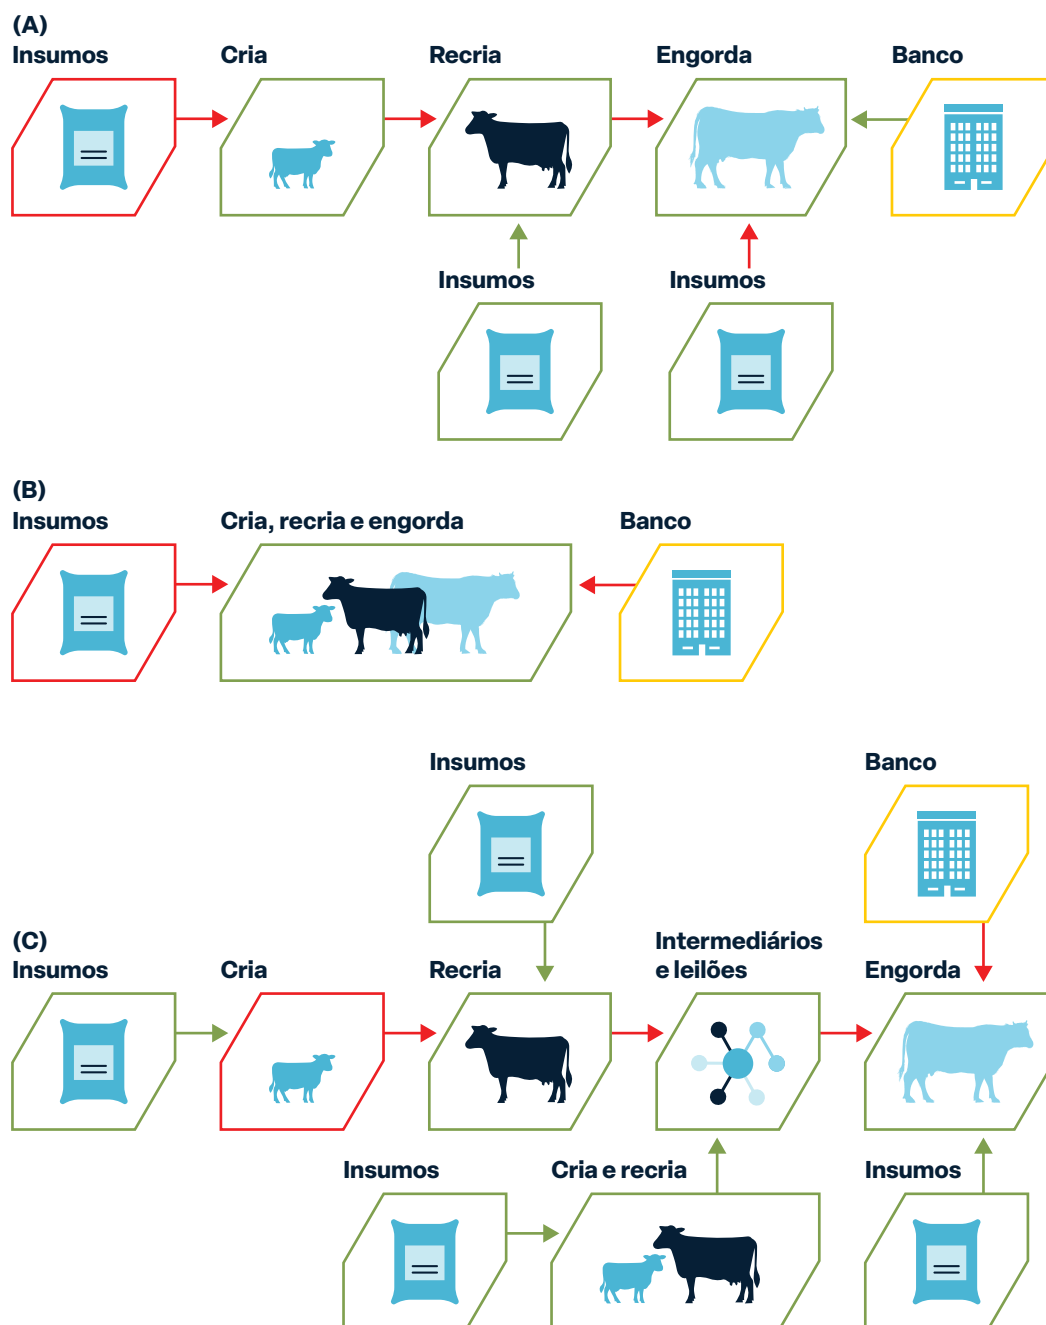 (A)
Insumos
Cria
Recria
Engorda
Banco
Insumos
Insumos
(B)
Insumos
Cria, recria e engorda
Banco
Insumos
Banco
(C)
Insumos
Cria
Recria
Intermediários
e leilões
Engorda
Insumos
Cria e recria
Insumos